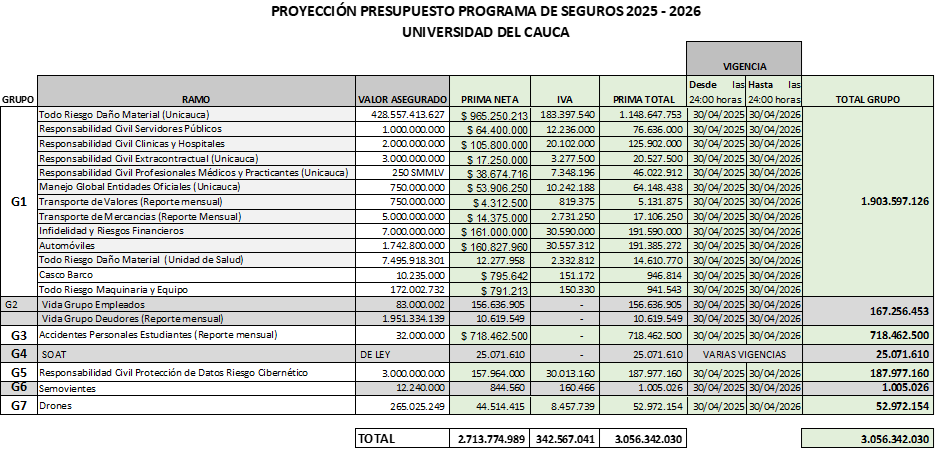 PROYECCIÓN PRESUPUESTO PROGRAMA DE SEGUROS 2025 - 2026
UNIVERSIDAD DEL CAUCA
VIGENCIA
GRUPO RAMO VALOR ASEGURADO PRIMA NETA IVA PRIMA TOTAL Desde las 24:00 horas Hasta las 24:00 horas TOTAL GRUPO
Todo Riesgo Daño Material (Unicauca) 428.557.413.627 $ 965.250.213 183.397.540 1.148.647.753 30/04/2025 30/04/2026
Responsabilidad Civil Servidores Públicos 1.000.000.000 $ 64.400.000 12.236.000 76.636.000 30/04/2025 30/04/2026
Responsabilidad Civil Clinicas y Hospitales 2.000.000.000 $ 105.800.000 20.102.000 125.902.000 30/04/2025 30/04/2026
Responsabilidad Civil Extracontractual (Unicauca) 3.000.000.000 $ 17.250.000 3.277.500 20.527.500 30/04/2025 30/04/2026
Responsabilidad Civil Profesionales Médicos y Practicantes (Unicauca) 250 SMMLV $ 38.674.716 7.348.196 46.022.912 30/04/2025 30/04/2026
Manejo Global Entidades Oficiales (Unicauca) 750.000.000 $ 53.906.250 10.242.188 64.148.438 30/04/2025 30/04/2026
G1 Transporte de Valores (Reporte mensual) 750.000.000 $ 4.312.500 819.375 5.131.875 30/04/2025 30/04/2026 1.903.597.126
Transporte de Mercancias (Reporte Mensual) 5.000.000.000 $ 14.375.000 2.731.250 17.106.250 30/04/2025 30/04/2026
Infidelidad y Riesgos Financieros 7.000.000.000 $ 161.000.000 30.590.000 191.590.000 30/04/2025 30/04/2026
Automóviles 1.742.800.000 $ 160.827.960 30.557.312 191.385.272 30/04/2025 30/04/2026
Todo Riesgo Daño Material (Unidad de Salud) 7.495.918.301 12.277.958 2.332.812 14.610.770 30/04/2025 30/04/2026
Casco Barco 10.235.000 $ 795.642 151.172 946.814 30/04/2025 30/04/2026
Todo Riesgo Maquinaria y Equipo 172.002.732 $ 791.213 150.330 941.543 30/04/2025 30/04/2026
G2 Vida Grupo Empleados 83.000.002 156.636.905 - 156.636.905 30/04/2025 30/04/2026 167.256.453
Vida Grupo Deudores (Reporte mensual) 1.951.334.139 10.619.549 - 10.619.549 30/04/2025 30/04/2026
G3 Accidentes Personales Estudiantes (Reporte mensual) 32.000.000 $ 718.462.500 - 718.462.500 30/04/2025 30/04/2026 718.462.500
G4 SOAT DE LEY 25.071.610 - 25.071.610 VARIAS VIGENCIAS 25.071.610
G5 Responsabilidad Civil Protección de Datos Riesgo Cibernético 3.000.000.000 157.964.000 30.013.160 187.977.160 30/04/2025 30/04/2026 187.977.160
G6 Semovientes 12.240.000 844.560 160.466 1.005.026 30/04/2025 30/04/2026 1.005.026
G7 Drones 265.025.249 44.514.415 8.457.739 52.972.154 30/04/2025 30/04/2026 52.972.154
TOTAL 2.713.774.989 342.567.041 3.056.342.030 3.056.342.030